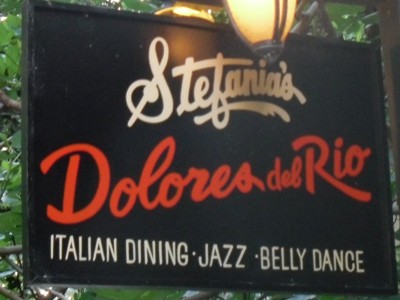 Stefania's
Dolores del Rio
ITALIAN DINING · JAZZ · BELLY DANCE